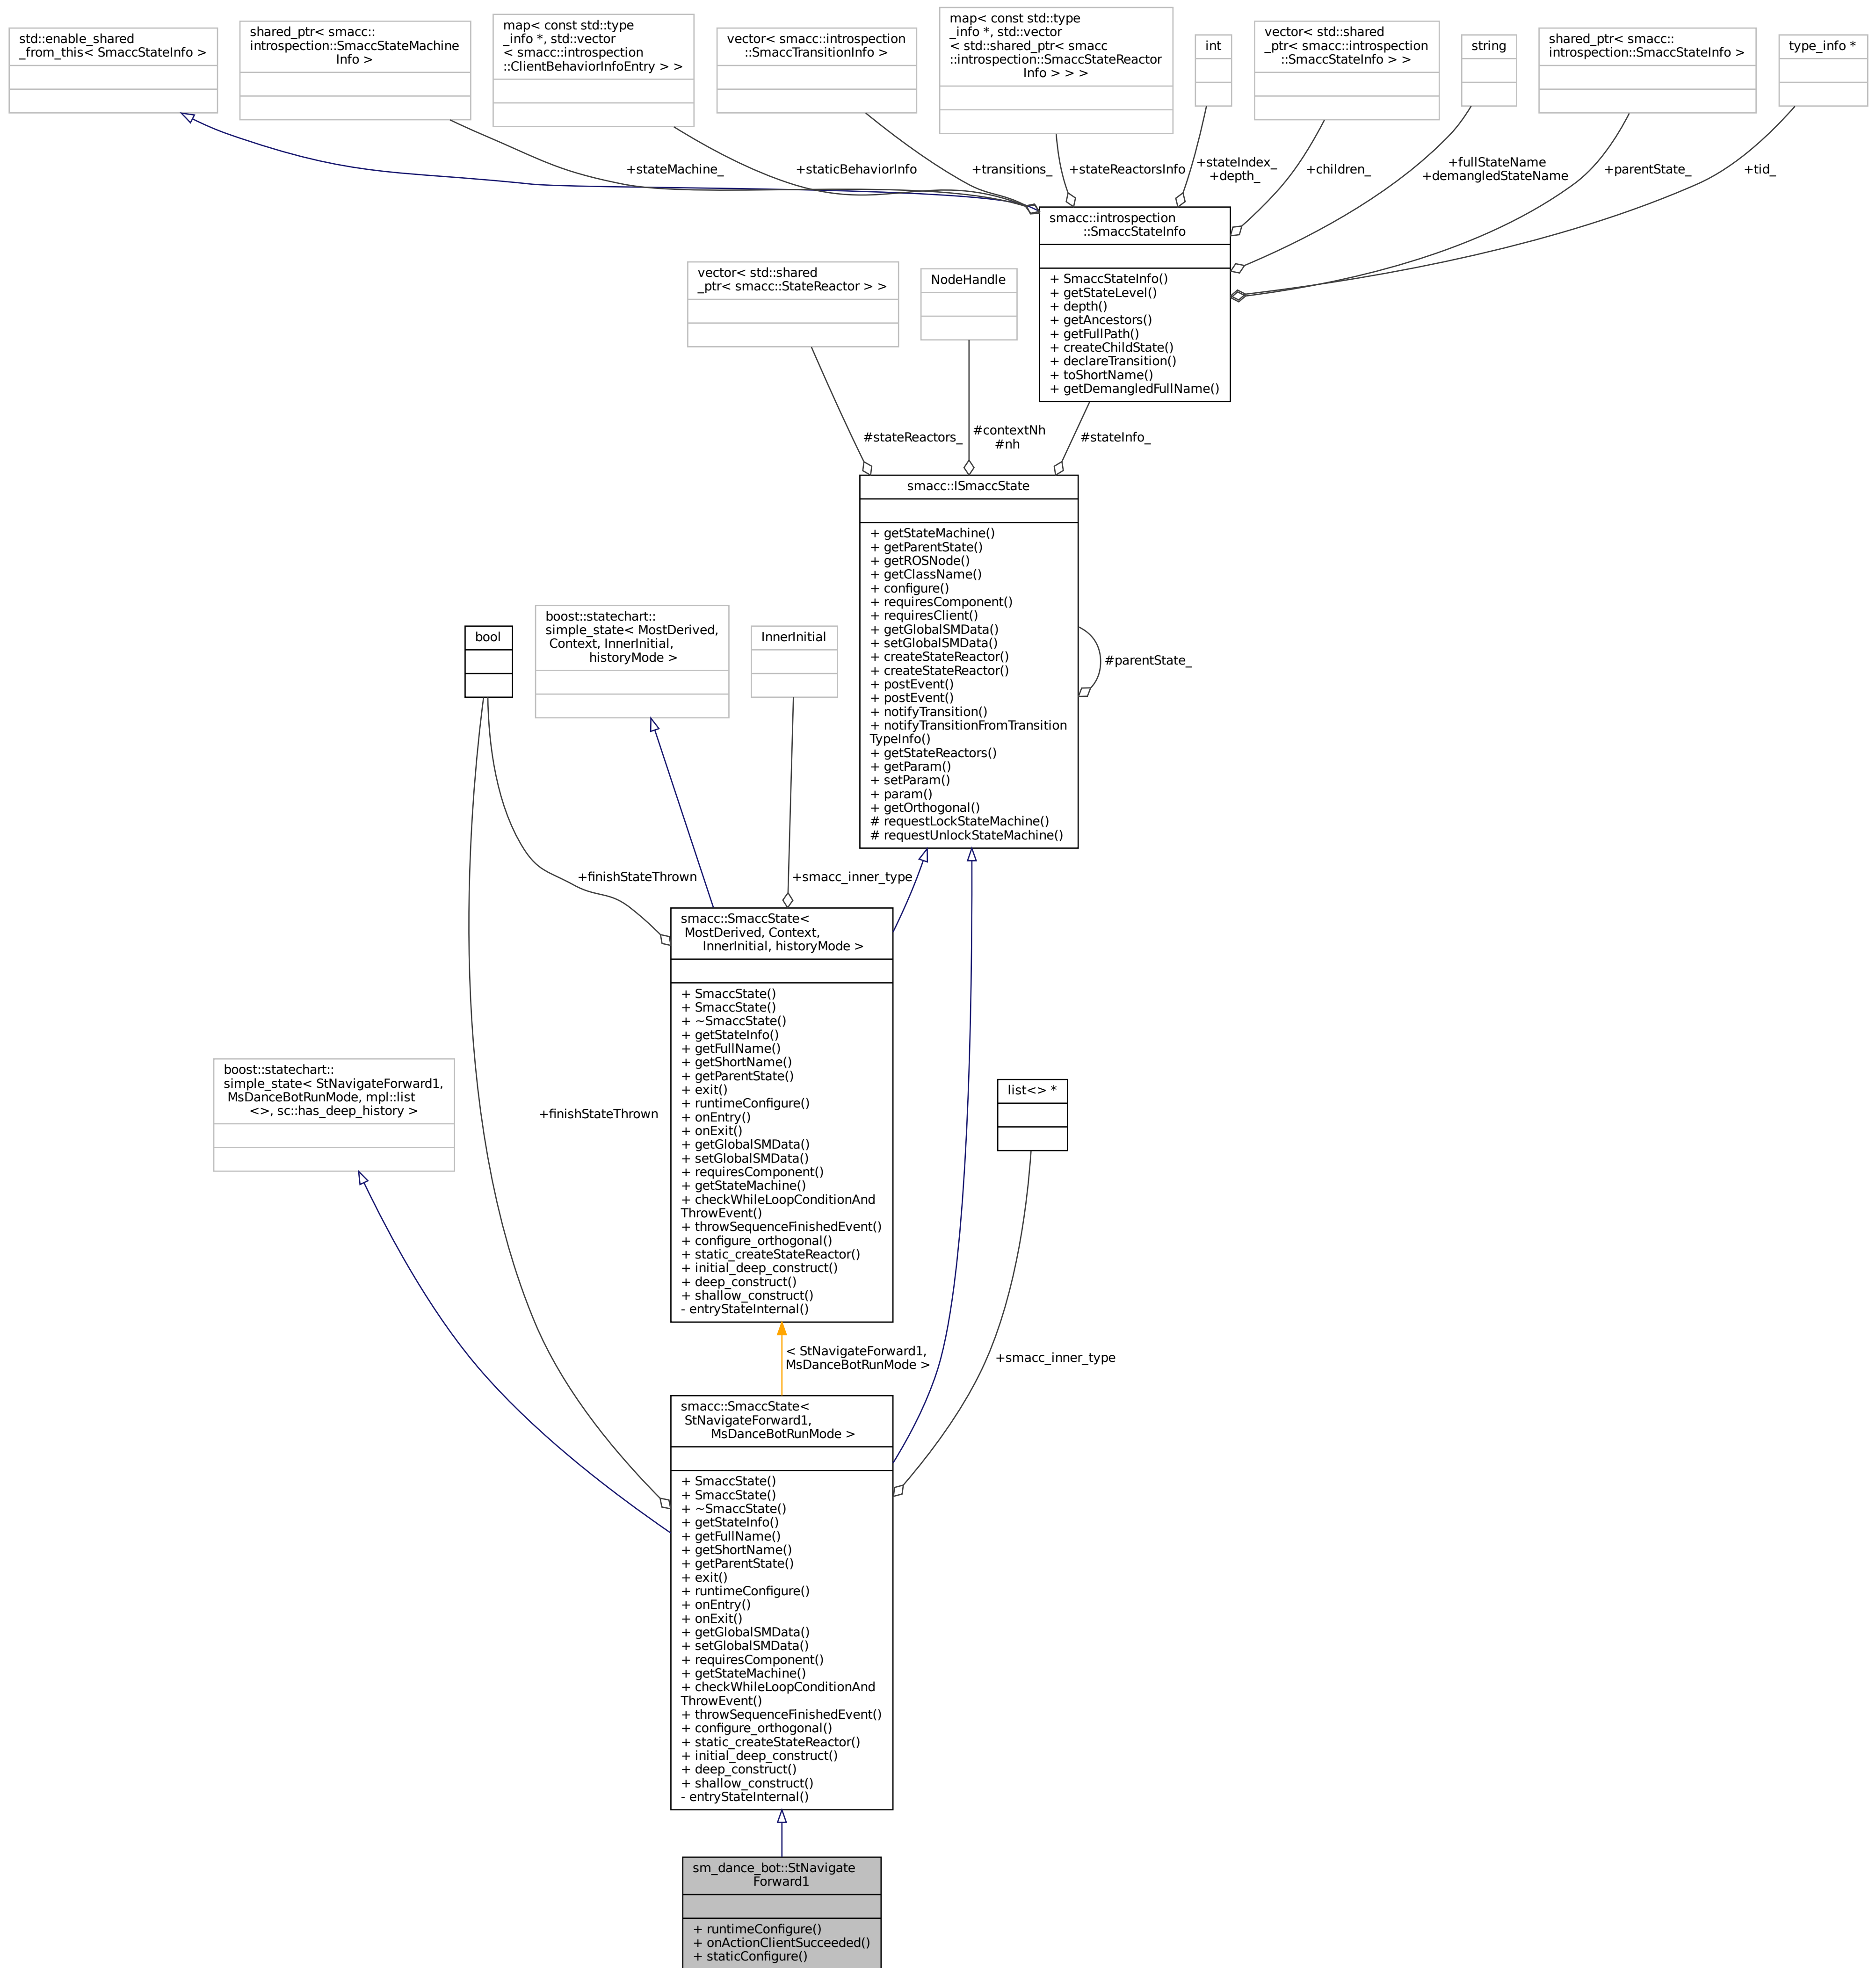 std::enable_shared
_from_this< SmaccStateInfo >
shared_ptr< smacc::
introspection::SmaccStateMachine
Info >
map< const std::type
_info *, std::vector
< smacc::introspection
::ClientBehaviorInfoEntry > >
vector< smacc::introspection
::SmaccTransitionInfo >
map< const std::type
_info *, std::vector
< std::shared_ptr< smacc
::introspection::SmaccStateReactor
Info > > >
int
vector< std::shared
_ptr< smacc::introspection
::SmaccStateInfo > >
string
shared_ptr< smacc::
introspection::SmaccStateInfo >
type_info *
+stateMachine_
+staticBehaviorInfo
+transitions_
+stateReactorsInfo
+stateIndex_
+depth_
+children_
+fullStateName
+demangledStateName
+parentState_
+tid_
smacc::introspection
::SmaccStateInfo
+ SmaccStateInfo()
+ getStateLevel()
+ depth()
+ getAncestors()
+ getFullPath()
+ createChildState()
+ declareTransition()
+ toShortName()
+ getDemangledFullName()
vector< std::shared
_ptr< smacc::StateReactor > >
NodeHandle
#stateReactors_
#contextNh
#nh
#stateInfo_
smacc::ISmaccState
+ getStateMachine()
+ getParentState()
+ getROSNode()
+ getClassName()
+ configure()
+ requiresComponent()
+ requiresClient()
+ getGlobalSMData()
+ setGlobalSMData()
+ createStateReactor()
+ createStateReactor()
+ postEvent()
+ postEvent()
+ notifyTransition()
+ notifyTransitionFromTransition
TypeInfo()
+ getStateReactors()
+ getParam()
+ setParam()
+ param()
+ getOrthogonal()
# requestLockStateMachine()
# requestUnlockStateMachine()
#parentState_
bool
boost::statechart::
simple_state< MostDerived,
Context, InnerInitial,
historyMode >
InnerInitial
+finishStateThrown
+smacc_inner_type
smacc::SmaccState<
MostDerived, Context,
InnerInitial, historyMode >
+ SmaccState()
+ SmaccState()
+ ~SmaccState()
+ getStateInfo()
+ getFullName()
+ getShortName()
+ getParentState()
+ exit()
+ runtimeConfigure()
+ onEntry()
+ onExit()
+ getGlobalSMData()
+ setGlobalSMData()
+ requiresComponent()
+ getStateMachine()
+ checkWhileLoopConditionAnd
ThrowEvent()
+ throwSequenceFinishedEvent()
+ configure_orthogonal()
+ static_createStateReactor()
+ initial_deep_construct()
+ deep_construct()
+ shallow_construct()
- entryStateInternal()
boost::statechart::
simple_state< StNavigateForward1,
MsDanceBotRunMode, mpl::list
<>, sc::has_deep_history >
+finishStateThrown
list<> *
< StNavigateForward1,
MsDanceBotRunMode >
+smacc_inner_type
smacc::SmaccState<
StNavigateForward1,
MsDanceBotRunMode >
+ SmaccState()
+ SmaccState()
+ ~SmaccState()
+ getStateInfo()
+ getFullName()
+ getShortName()
+ getParentState()
+ exit()
+ runtimeConfigure()
+ onEntry()
+ onExit()
+ getGlobalSMData()
+ setGlobalSMData()
+ requiresComponent()
+ getStateMachine()
+ checkWhileLoopConditionAnd
ThrowEvent()
+ throwSequenceFinishedEvent()
+ configure_orthogonal()
+ static_createStateReactor()
+ initial_deep_construct()
+ deep_construct()
+ shallow_construct()
- entryStateInternal()
sm_dance_bot::StNavigate
Forward1
+ runtimeConfigure()
+ onActionClientSucceeded()
+ staticConfigure()